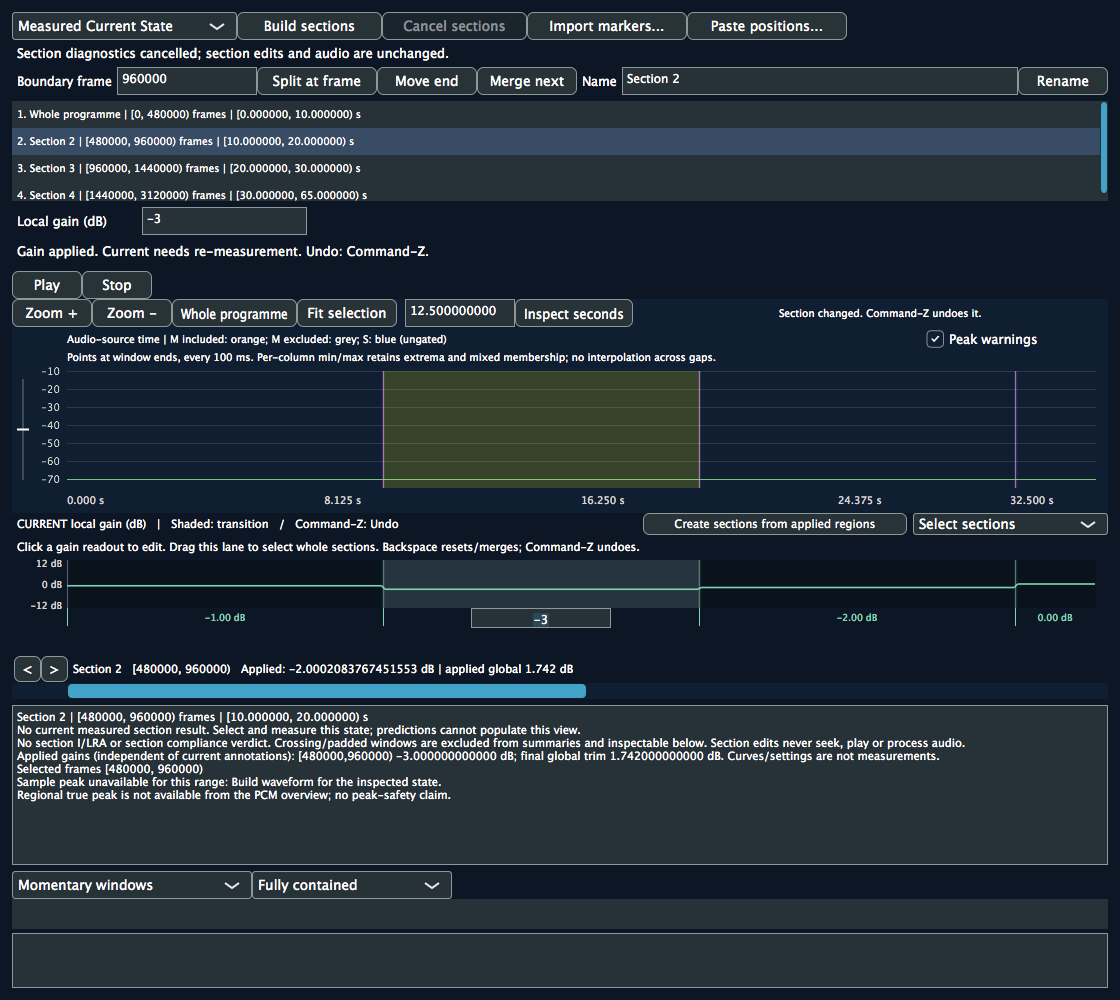 Measured Current State
Build sections
Cancel sections
Import markers...
Paste positions...
Section diagnostics cancelled; section edits and audio are unchanged.
Boundary frame
960000
Split at frame
Move end
Merge next
Name
Section 2
Rename
1. Whole programme | [0, 480000) frames | [0.000000, 10.000000) s
2. Section 2 | [480000, 960000) frames | [10.000000, 20.000000) s
3. Section 3 | [960000, 1440000) frames | [20.000000, 30.000000) s
4. Section 4 | [1440000, 3120000) frames | [30.000000, 65.000000) s
Local gain (dB)
-3
Gain applied. Current needs re-measurement. Undo: Command-Z.
Play
Stop
Zoom +
Zoom -
Whole programme
Fit selection
12.500000000
Inspect seconds
Section changed. Command-Z undoes it.
Audio-source time | M included: orange; M excluded: grey; S: blue (ungated)
Peak warnings
Points at window ends, every 100 ms. Per-column min/max retains extrema and mixed membership; no interpolation across gaps.
-10
-20
-30
-40
-50
-60
-70
0.000 s
8.125 s
16.250 s
24.375 s
32.500 s
CURRENT local gain (dB) | Shaded: transition / Command-Z: Undo
Create sections from applied regions
Select sections
Click a gain readout to edit. Drag this lane to select whole sections. Backspace resets/merges; Command-Z undoes.
12 dB
0 dB
-12 dB
-1.00 dB
-3
-2.00 dB
0.00 dB
<
>
Section 2 [480000, 960000) Applied: -2.0002083767451553 dB | applied global 1.742 dB
Section 2 | [480000, 960000) frames | [10.000000, 20.000000) s
No current measured section result. Select and measure this state; predictions cannot populate this view.
No section I/LRA or section compliance verdict. Crossing/padded windows are excluded from summaries and inspectable below. Section edits never seek, play or process audio.
Applied gains (independent of current annotations): [480000,960000) -3.000000000000 dB; final global trim 1.742000000000 dB. Curves/settings are not measurements.
Selected frames [480000, 960000)
Sample peak unavailable for this range: Build waveform for the inspected state.
Regional true peak is not available from the PCM overview; no peak-safety claim.
Momentary windows
Fully contained